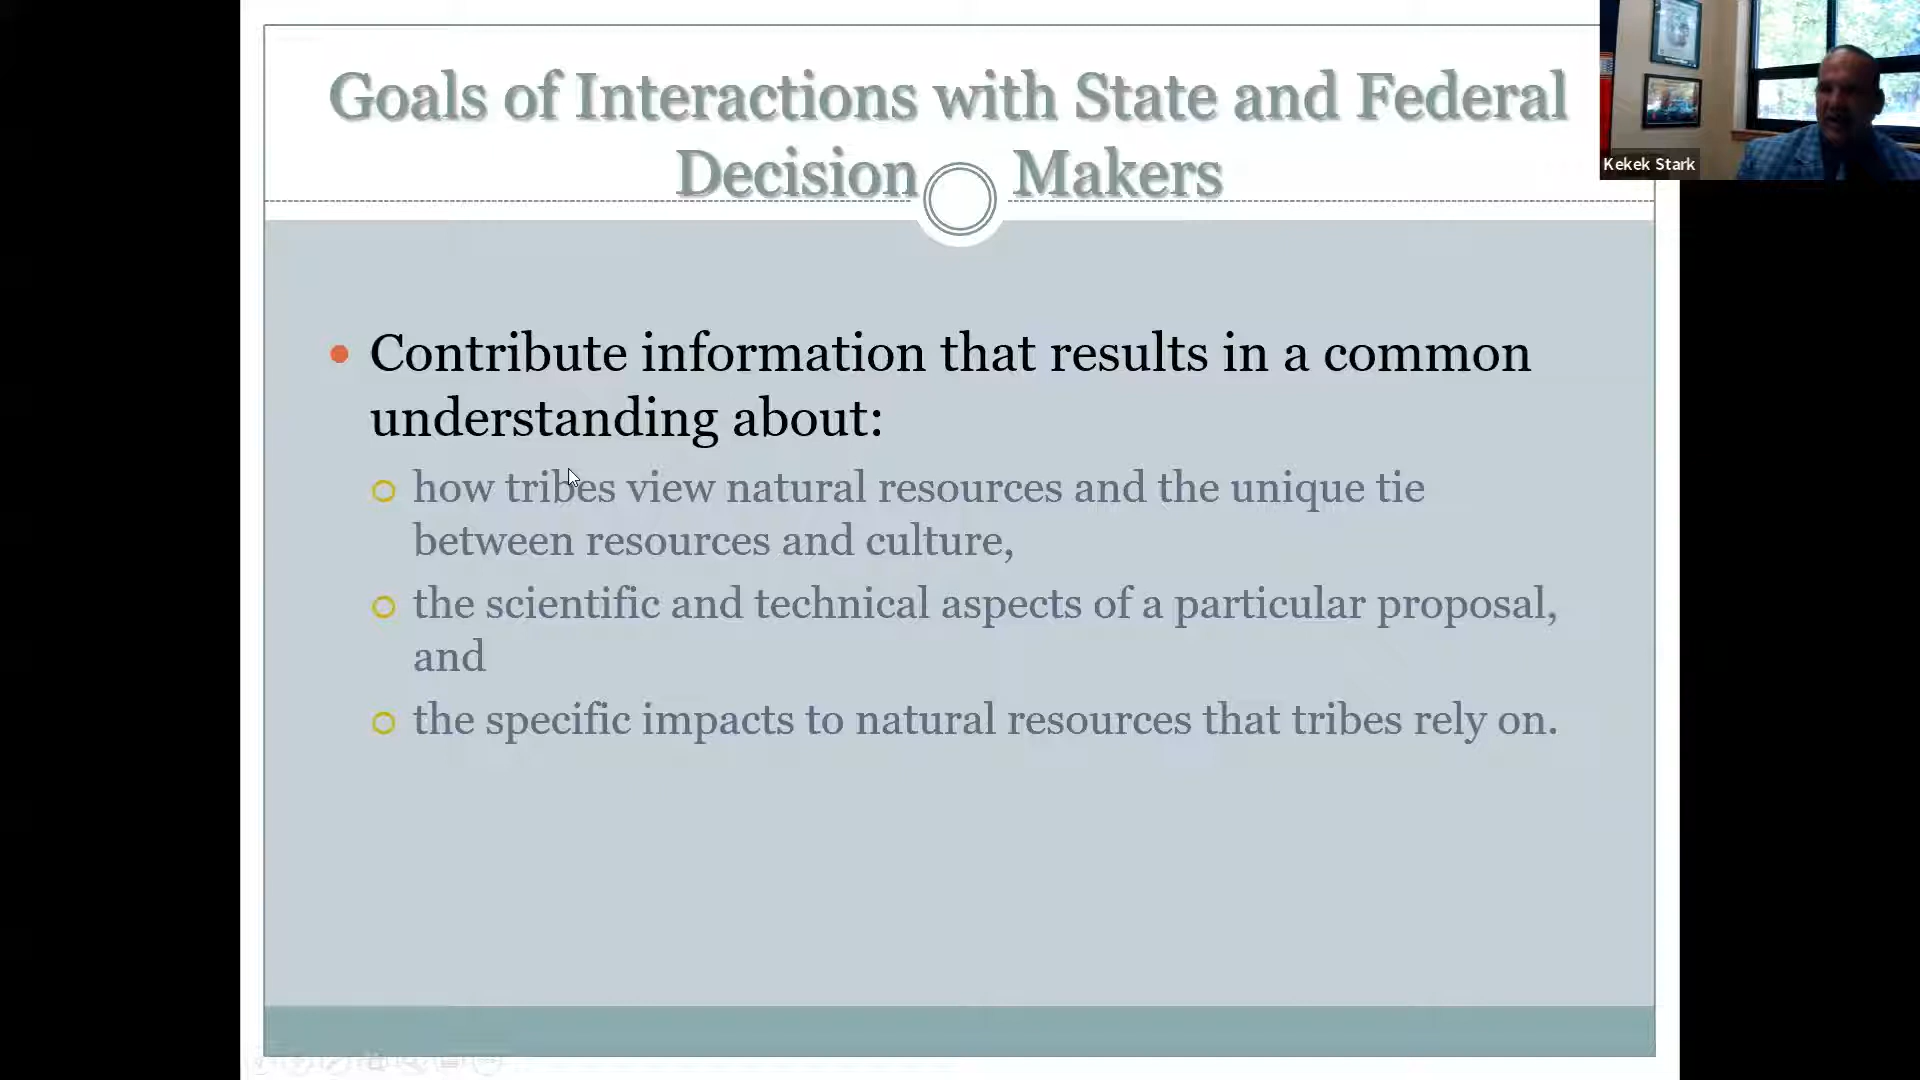 Goals of Interactions with State and Federal
Decision Makers
Kekek Stark
Contribute information that results in a common
understanding about:
how tribes view natural resources and the unique tie
between resources and culture,
the scientific and technical aspects of a particular proposal,
and
the specific impacts to natural resources that tribes rely on.